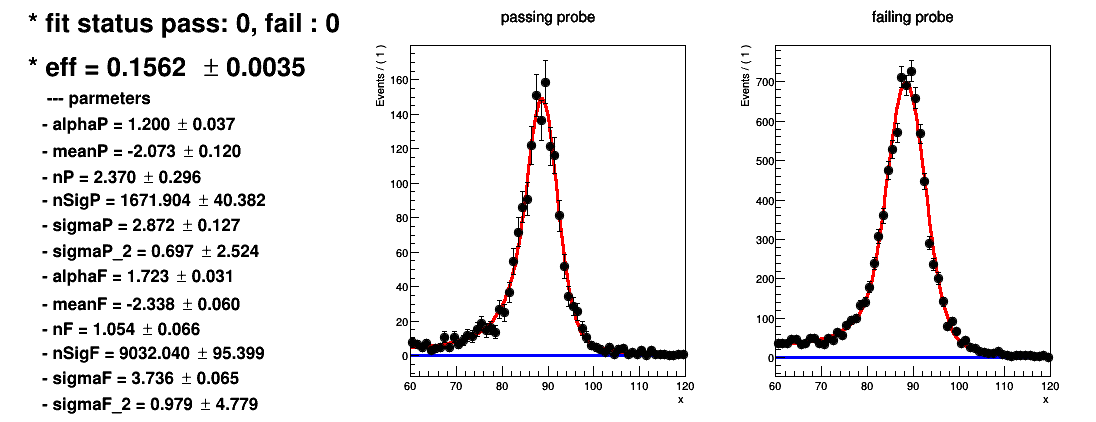 * fit status pass: 0, fail : 0
* eff = 0.1562 ± 0.0035
--- parmeters
- alphaP = 1.200 ± 0.037
- meanP = -2.073 ± 0.120
- nP = 2.370 ± 0.296
- nSigP = 1671.904 ± 40.382
- sigmaP = 2.872 ± 0.127
- sigmaP_2 = 0.697 ± 2.524
- alphaF = 1.723 ± 0.031
- meanF = -2.338 ± 0.060
- nF = 1.054 ± 0.066
- nSigF = 9032.040 ± 95.399
- sigmaF = 3.736 ± 0.065
- sigmaF_2 = 0.979 ± 4.779
passing probe
Events / ( 1 )
160
140
120
100
80
60
40
20
0
60 70 80 90 100 110 120
x
failing probe
Events / ( 1 )
700
600
500
400
300
200
100
0
60 70 80 90 100 110 120
x